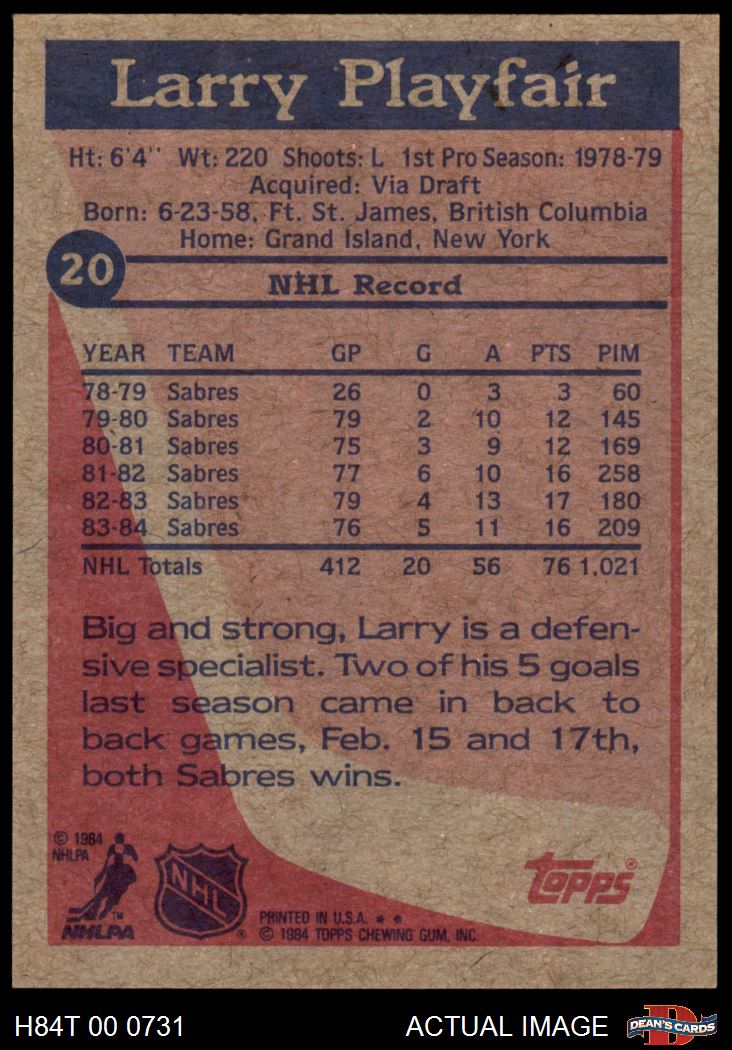 Larry Playfair
Ht: 6'4'' Wt: 220 Shoots: L 1st Pro Season: 1978-79
Acquired: Via Draft
Born: 6-23-58, Ft. St. James, British Columbia
Home: Grand Island, New York
20
NHL Record
YEAR TEAM GP G A PTS PIM
78-79 Sabres 26 0 3 3 60
79-80 Sabres 79 2 10 12 145
80-81 Sabres 75 3 9 12 169
81-82 Sabres 77 6 10 16 258
82-83 Sabres 79 4 13 17 180
83-84 Sabres 76 5 11 16 209
NHL Totals 412 20 56 76 1,021
Big and strong, Larry is a defen-
sive specialist. Two of his 5 goals
last season came in back to
back games, Feb. 15 and 17th,
both Sabres wins.
© 1984
NHLPA
TM
NHLPA
NHL
®
topps®
PRINTED IN U.S.A. * *
© 1984 TOPPS CHEWING GUM, INC.
H84T 00 0731
ACTUAL IMAGE
D
DEAN'S CARDS